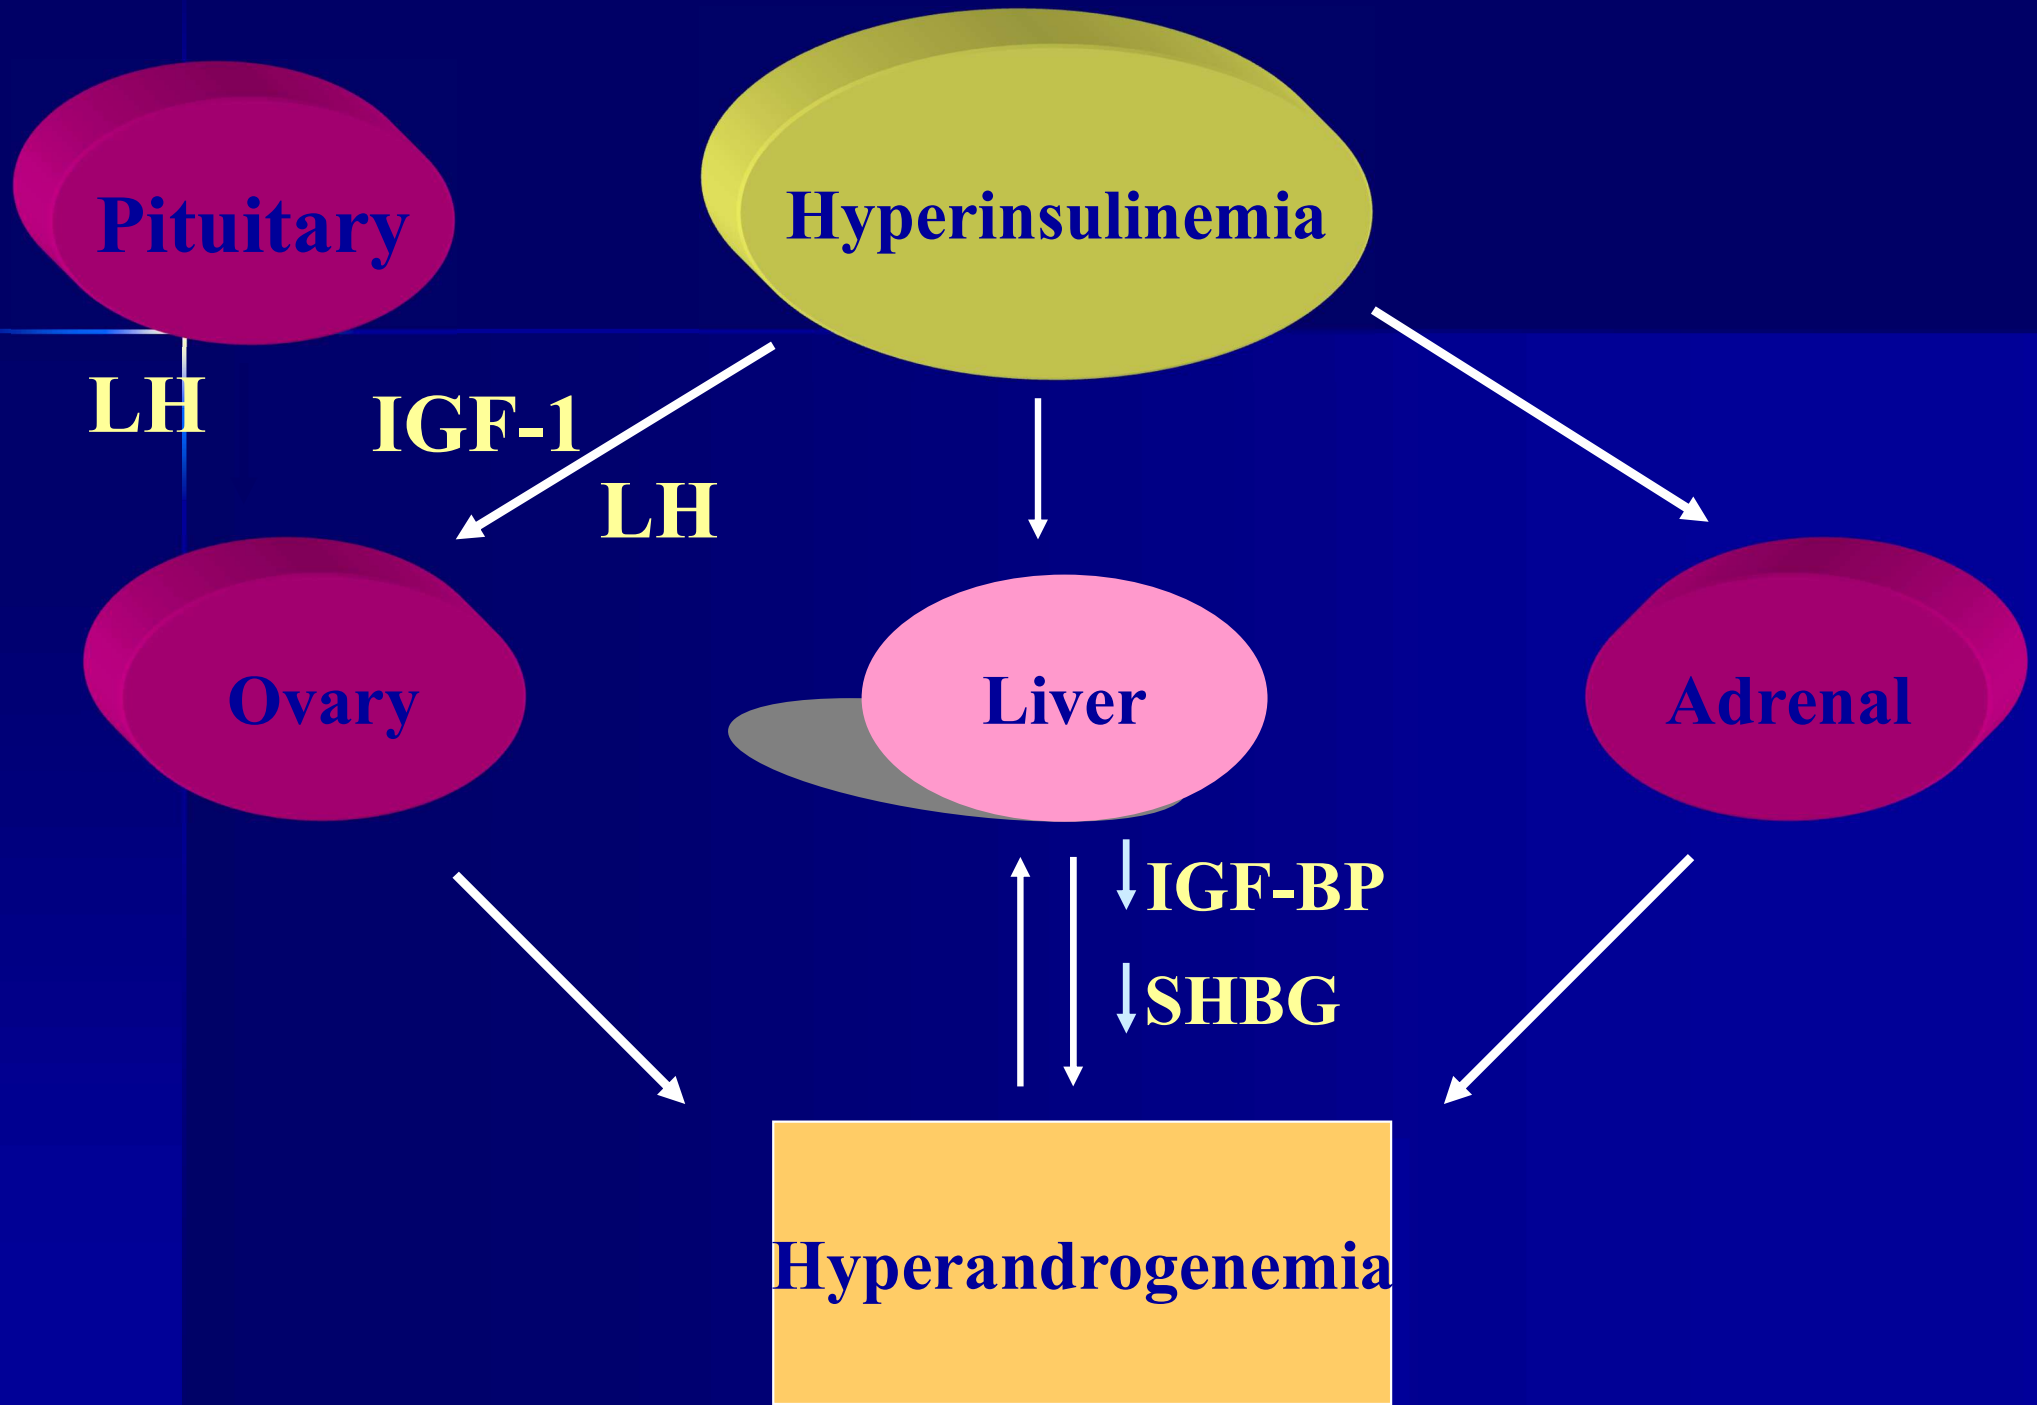 Pituitary
Hyperinsulinemia
LH
IGF-1
LH
Ovary
Liver
Adrenal
IGF-BP
SHBG
Hyperandrogenemia